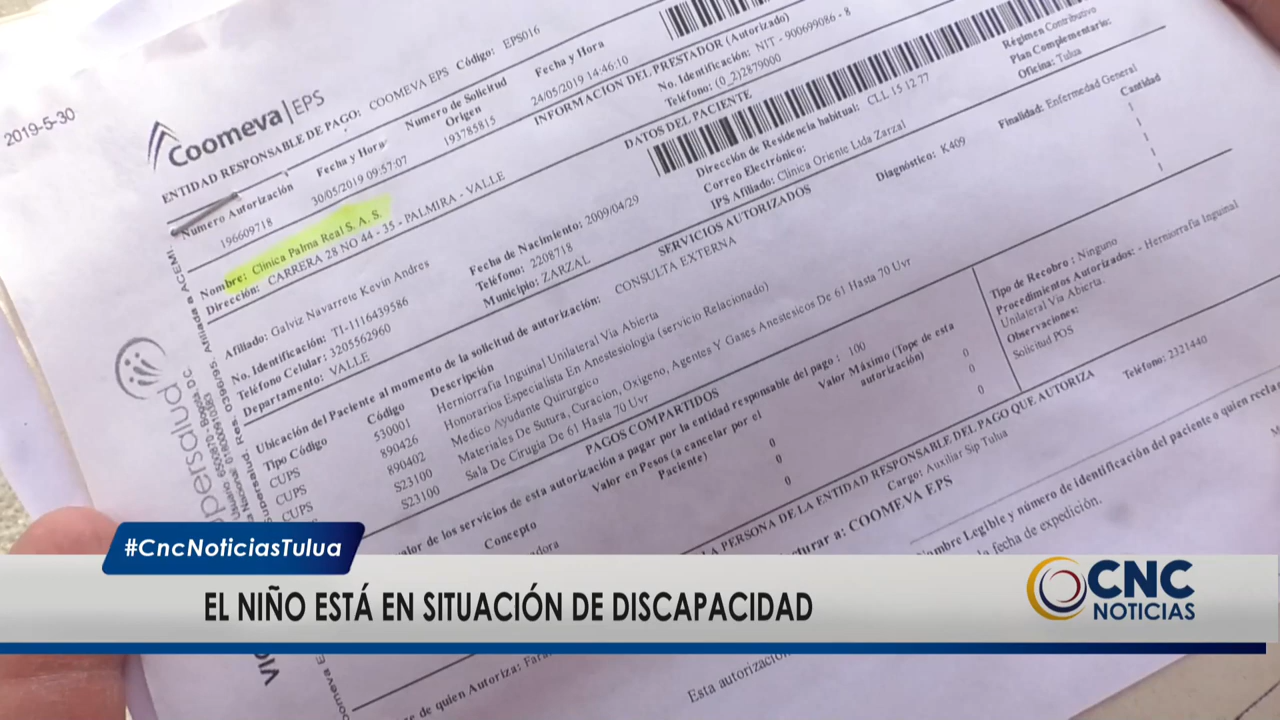 2019-5-30
Coomeva EPS
ENTIDAD RESPONSABLE DE PAGO: COOMEVA EPS Código: EPS016
Numero Autorización Fecha y Hora Numero de Solicitud Origen Fecha y Hora
196609718 30/05/2019 09:57:07 193785815 24/05/2019 14:46:10
INFORMACION DEL PRESTADOR (Autorizado)
Nombre: Clinica Palma Real S. A. S. No. Identificación: NIT - 900699086 - 8
Dirección: CARRERA 28 NO 44 - 35 - PALMIRA - VALLE Teléfono: (0_2)2879000
DATOS DEL PACIENTE
Afiliado: Galviz Navarrete Kevin Andres
No. Identificación: TI-1116439586 Fecha de Nacimiento: 2009/04/29 Dirección de Residencia habitual: CLL 15 12 77 Régimen Contributivo
Teléfono Celular: 3205562960 Teléfono: 2208718 Correo Electrónico: Plan Complementario:
Departamento: VALLE Municipio: ZARZAL IPS Afiliado: Clinica Oriente Ltda Zarzal Oficina: Tulua
SERVICIOS AUTORIZADOS
Ubicación del Paciente al momento de la solicitud de autorización: CONSULTA EXTERNA Diagnóstico: K409 Finalidad: Enfermedad General
Tipo Código Código Descripción Cantidad
CUPS 530001 Herniorrafia Inguinal Unilateral Via Abierta 1
CUPS 890426 Honorarios Especialista En Anestesiología (servicio Relacionado) 1
CUPS 890402 Medico Ayudante Quirurgico 1
S23100 Materiales De Sutura, Curacion, Oxigeno, Agentes Y Gases Anestesicos De 61 Hasta 70 Uvr 1
S23100 Sala De Cirugia De 61 Hasta 70 Uvr 1
PAGOS COMPARTIDOS
valor de los servicios de esta autorización a pagar por la entidad responsable del pago : 100
Concepto Valor en Pesos (a cancelar por el Paciente) Valor Máximo (Tope de esta autorización)
0 0
0 0
0 0
Tipo de Recobro : Ninguno
Procedimientos Autorizados: - Herniorrafia Inguinal
Unilateral Via Abierta.
Observaciones:
Solicitud POS
LA PERSONA DE LA ENTIDAD RESPONSABLE DEL PAGO QUE AUTORIZA
Cargo: Auxiliar Sip Tulua Teléfono: 2321440
COOMEVA EPS
Nombre Legible y número de identificación del paciente o quien
fecha de expedición.
de quien Autoriza:
Esta autorización
#CncNoticiasTulua
EL NIÑO ESTÁ EN SITUACIÓN DE DISCAPACIDAD
CNC
NOTICIAS